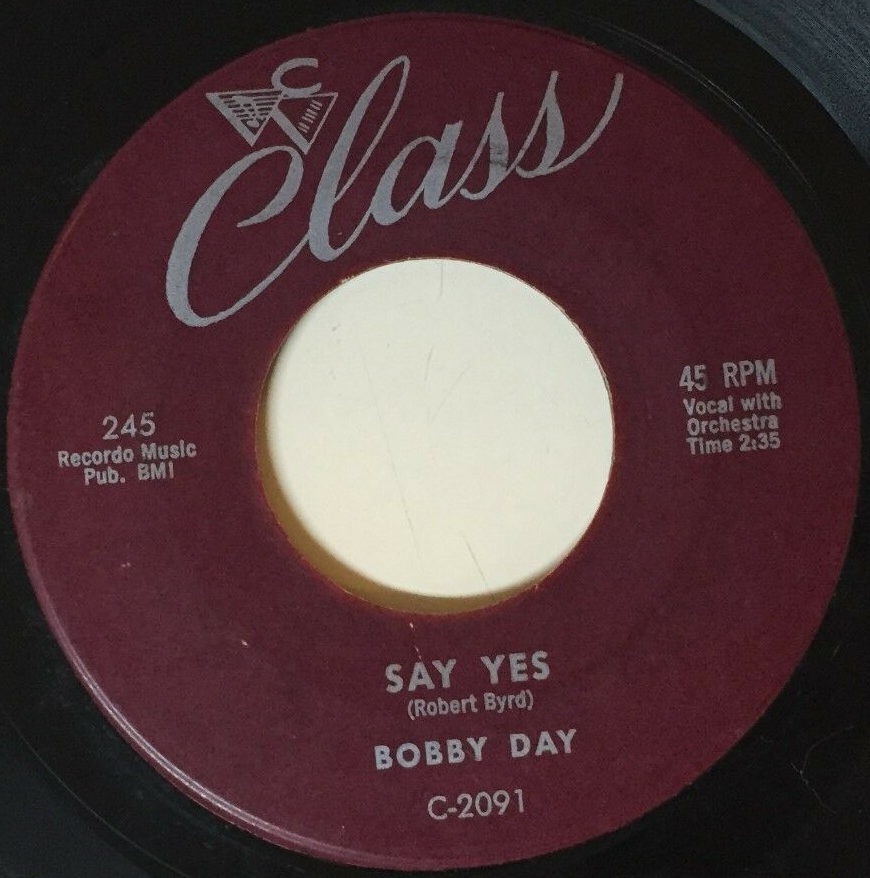 Class
245
Recordo Music
Pub. BMI
45 RPM
Vocal with
Orchestra
Time 2:35
SAY YES
(Robert Byrd)
BOBBY DAY
C-2091